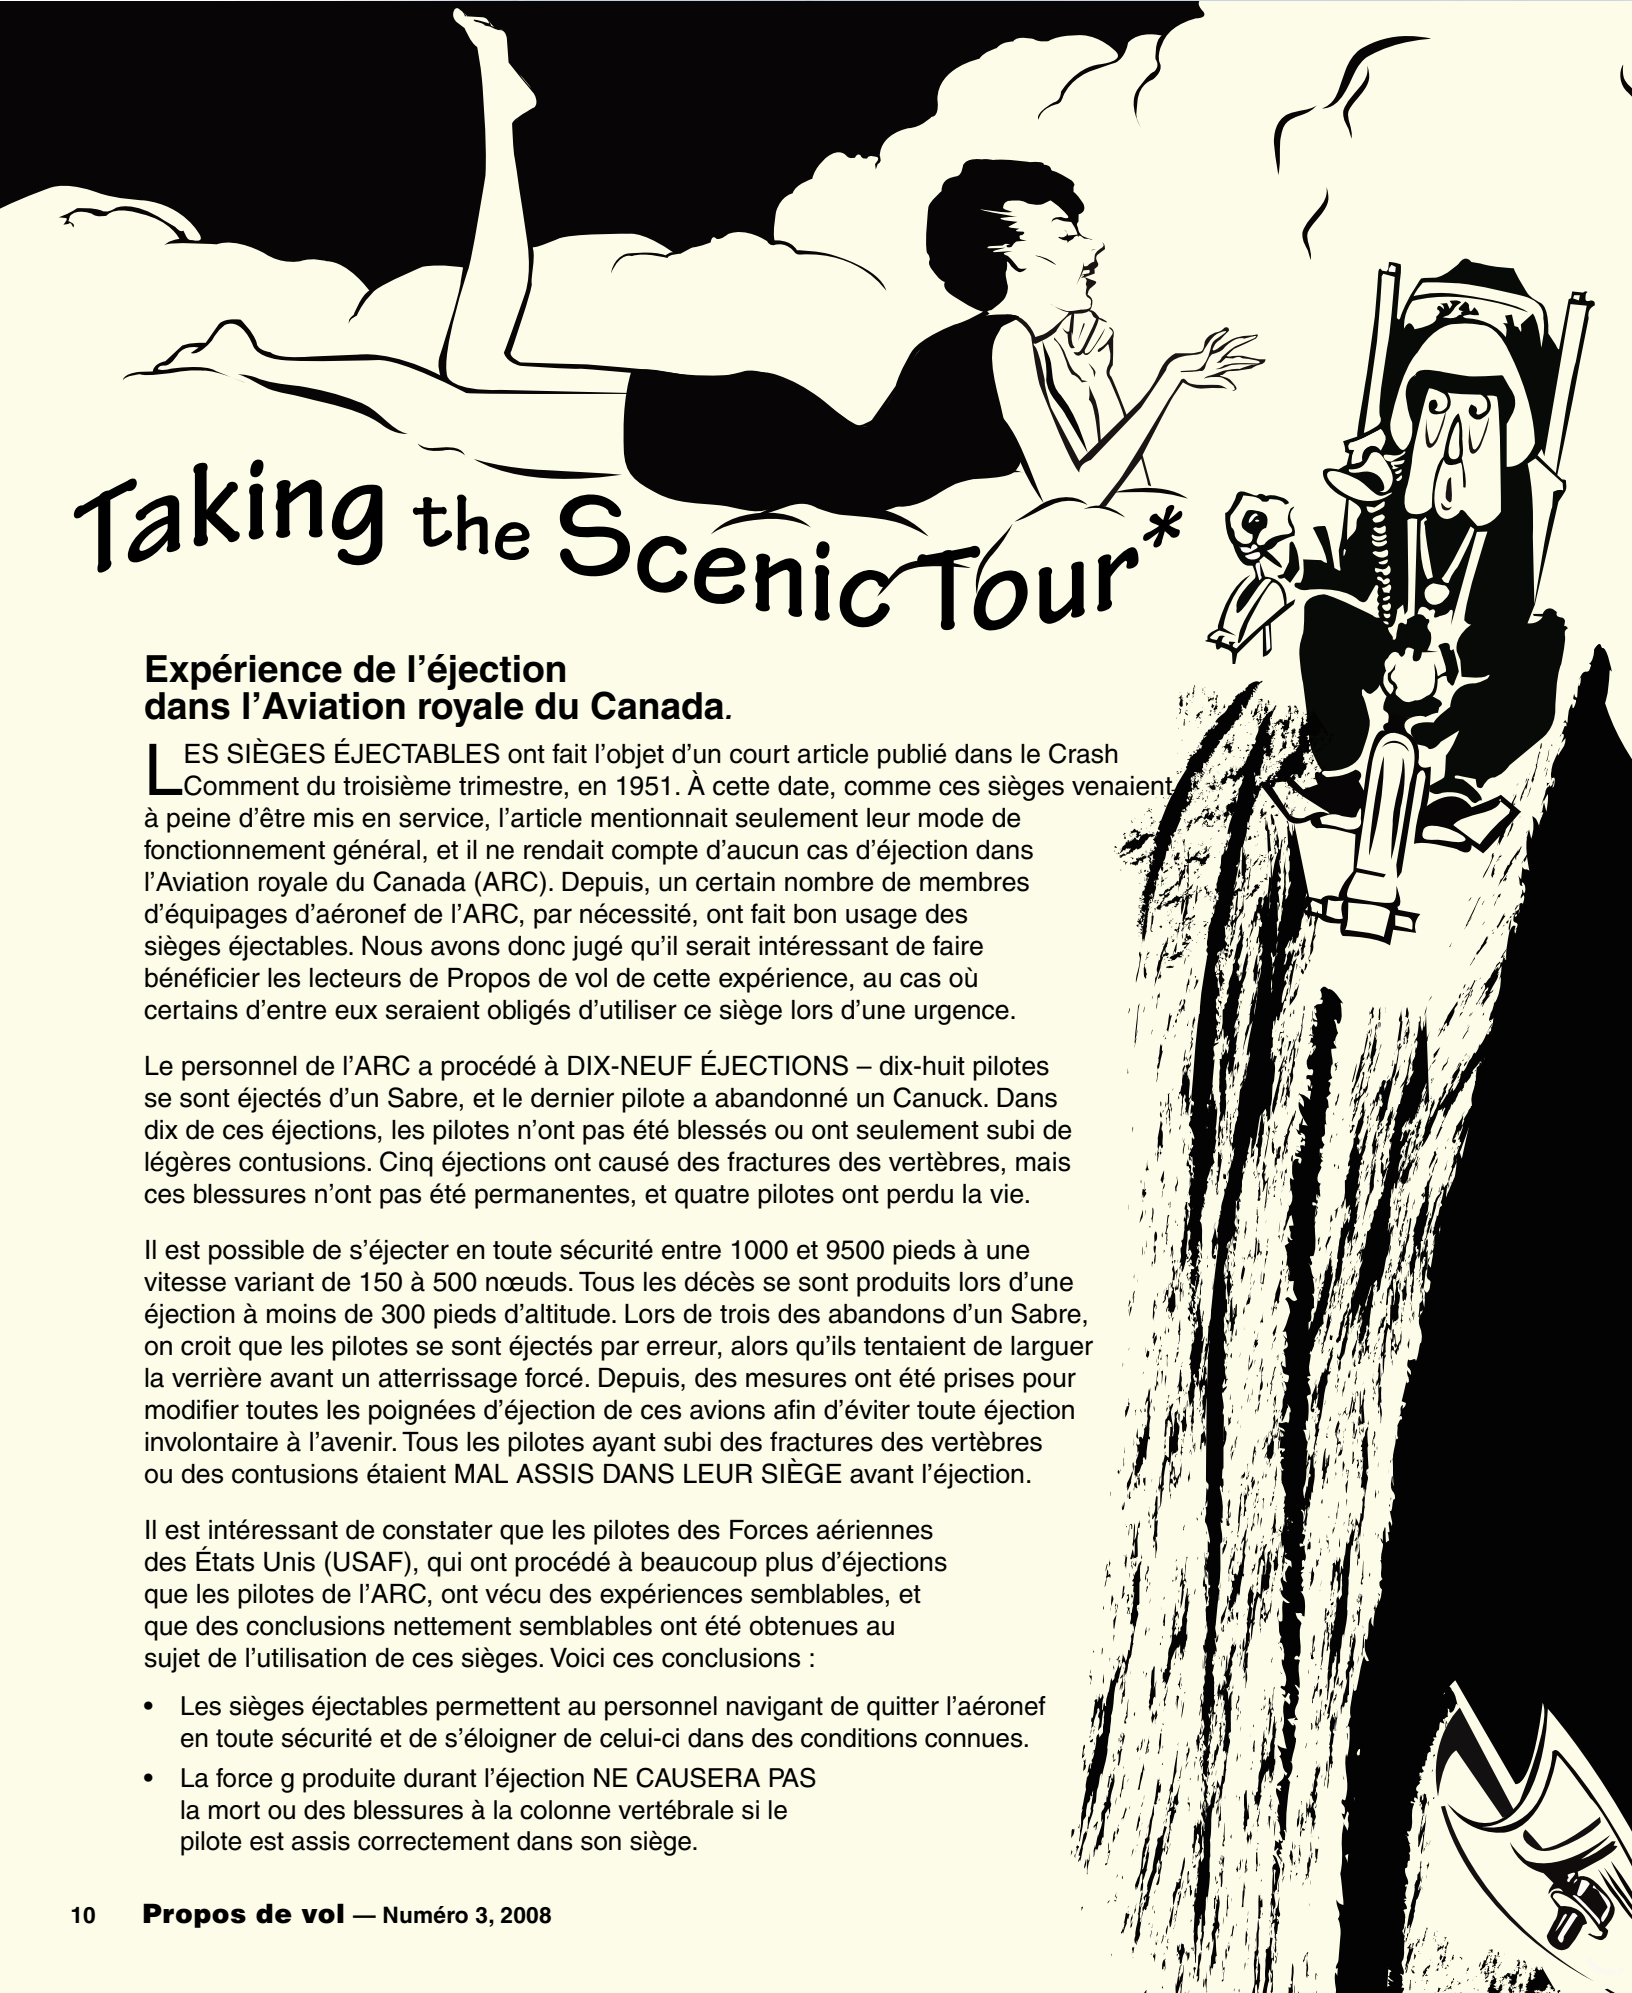 Taking the Scenic Tour*
Expérience de l’éjection
dans l’Aviation royale du Canada.
LES SIÈGES ÉJECTABLES ont fait l’objet d’un court article publié dans le Crash
Comment du troisième trimestre, en 1951. À cette date, comme ces sièges venaient
à peine d’être mis en service, l’article mentionnait seulement leur mode de
fonctionnement général, et il ne rendait compte d’aucun cas d’éjection dans
l’Aviation royale du Canada (ARC). Depuis, un certain nombre de membres
d’équipages d’aéronef de l’ARC, par nécessité, ont fait bon usage des
sièges éjectables. Nous avons donc jugé qu’il serait intéressant de faire
bénéficier les lecteurs de Propos de vol de cette expérience, au cas où
certains d’entre eux seraient obligés d’utiliser ce siège lors d’une urgence.
Le personnel de l’ARC a procédé à DIX-NEUF ÉJECTIONS – dix-huit pilotes
se sont éjectés d’un Sabre, et le dernier pilote a abandonné un Canuck. Dans
dix de ces éjections, les pilotes n’ont pas été blessés ou ont seulement subi de
légères contusions. Cinq éjections ont causé des fractures des vertèbres, mais
ces blessures n’ont pas été permanentes, et quatre pilotes ont perdu la vie.
Il est possible de s’éjecter en toute sécurité entre 1000 et 9500 pieds à une
vitesse variant de 150 à 500 nœuds. Tous les décès se sont produits lors d’une
éjection à moins de 300 pieds d’altitude. Lors de trois des abandons d’un Sabre,
on croit que les pilotes se sont éjectés par erreur, alors qu’ils tentaient de larguer
la verrière avant un atterrissage forcé. Depuis, des mesures ont été prises pour
modifier toutes les poignées d’éjection de ces avions afin d’éviter toute éjection
involontaire à l’avenir. Tous les pilotes ayant subi des fractures des vertèbres
ou des contusions étaient MAL ASSIS DANS LEUR SIÈGE avant l’éjection.
Il est intéressant de constater que les pilotes des Forces aériennes
des États Unis (USAF), qui ont procédé à beaucoup plus d’éjections
que les pilotes de l’ARC, ont vécu des expériences semblables, et
que des conclusions nettement semblables ont été obtenues au
sujet de l’utilisation de ces sièges. Voici ces conclusions :
• Les sièges éjectables permettent au personnel navigant de quitter l’aéronef
en toute sécurité et de s’éloigner de celui-ci dans des conditions connues.
• La force g produite durant l’éjection NE CAUSERA PAS
la mort ou des blessures à la colonne vertébrale si le
pilote est assis correctement dans son siège.
10 Propos de vol — Numéro 3, 2008